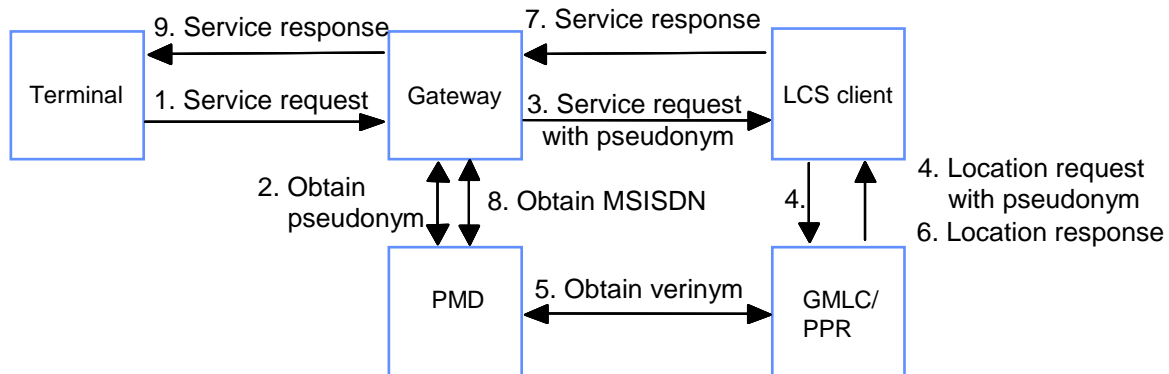 9. Service response
7. Service response
Terminal
1. Service request
Gateway
3. Service request
with pseudonym
LCS client
2. Obtain
pseudonym
8. Obtain MSISDN
4.
4. Location request
with pseudonym
6. Location response
PMD
5. Obtain verinym
GMLC/
PPR